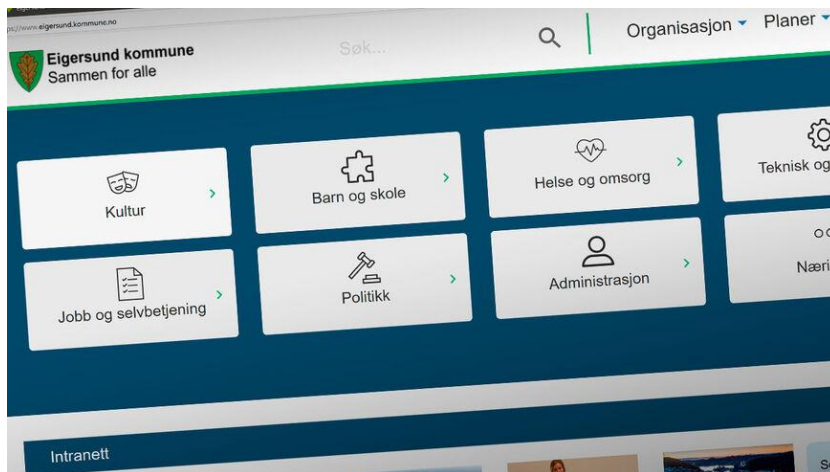 www.eigersund.kommune.no
Eigersund kommune
Sammen for alle
Søk...
Organisasjon
Planer
Kultur
Barn og skole
Helse og omsorg
Teknisk og
Jobb og selvbetjening
Politikk
Administrasjon
Næri
Intranett